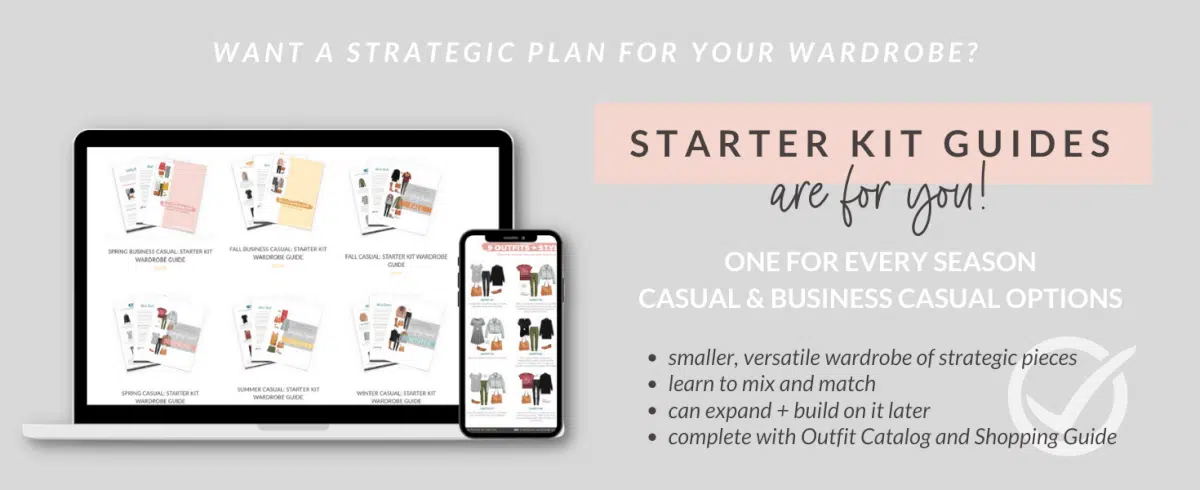 WANT A STRATEGIC PLAN FOR YOUR WARDROBE?
STARTER KIT GUIDES
are for you!
ONE FOR EVERY SEASON
CASUAL & BUSINESS CASUAL OPTIONS
• smaller, versatile wardrobe of strategic pieces
• learn to mix and match
• can expand + build on it later
• complete with Outfit Catalog and Shopping Guide
SPRING BUSINESS CASUAL: STARTER KIT
WARDROBE GUIDE
FALL BUSINESS CASUAL: STARTER KIT
WARDROBE GUIDE
FALL CASUAL: STARTER KIT WARDROBE
GUIDE
SPRING CASUAL: STARTER KIT
WARDROBE GUIDE
SUMMER CASUAL: STARTER KIT
WARDROBE GUIDE
WINTER CASUAL: STARTER KIT
WARDROBE GUIDE
9 OUTFITS + STY